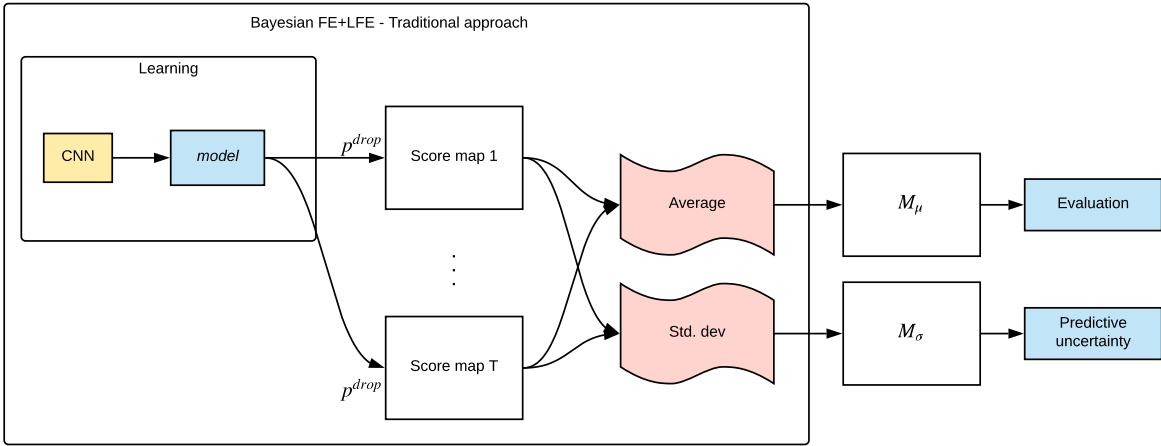 Bayesian FE+LFE - Traditional approach
Learning
CNN
model
p^{drop}
Score map 1
Average
M_μ
Evaluation
.
.
.
Std. dev
M_σ
Predictive
uncertainty
Score map T
p^{drop}